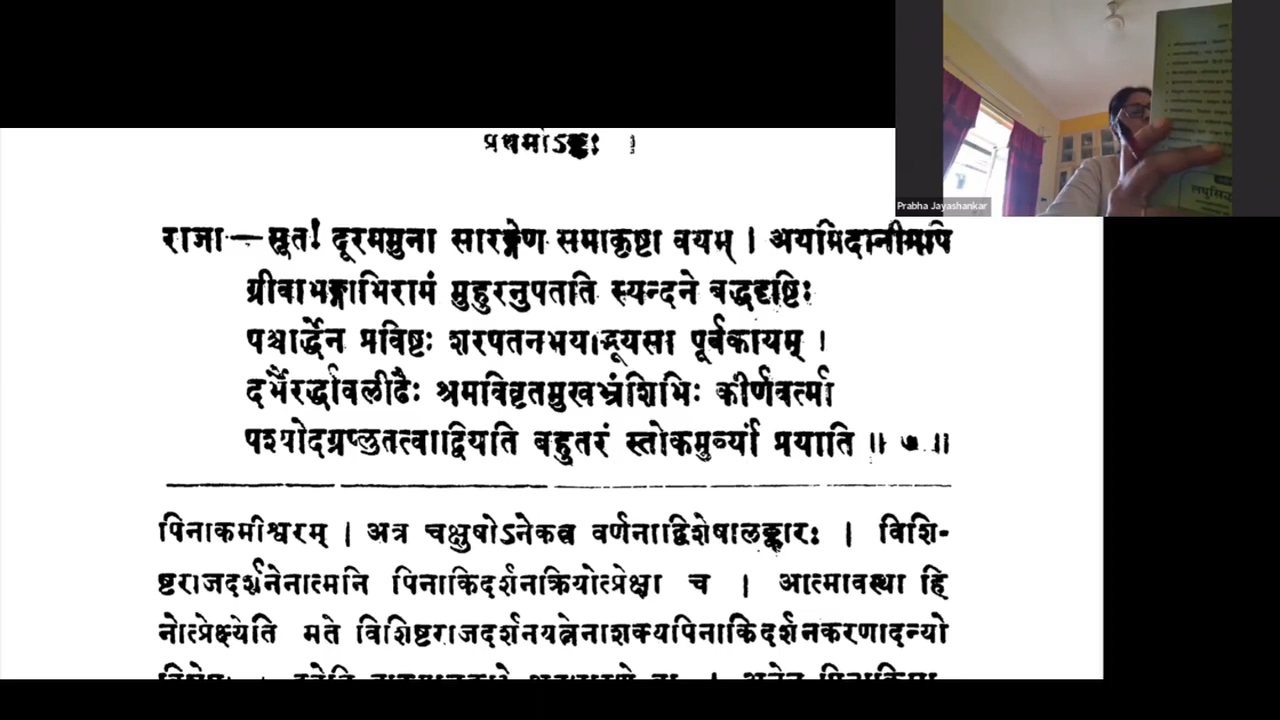 प्रथमोऽङ्कः ।
राजा — सूत! दूरममुना सारङ्गेण समाकृष्टा वयम् । अयमिदानीमपि
ग्रीवाभङ्गाभिरामं मुहुरनुपतति स्यन्दने बद्धदृष्टिः
पश्चार्द्धेन प्रविष्टः शरपतनभयाद्भूयसा पूर्वकायम् ।
दर्भैरर्द्धावलीढैः श्रमविवृतमुखभ्रंशिभिः कीर्णवर्त्मा
पश्योदग्रप्लुतत्वाद्वियति बहुतरं स्तोकमुर्व्यां प्रयाति ॥ ७ ॥
पिनाकमीश्वरम् । अत्र चक्षुषोऽनेकत्व वर्णनाद्विशेषालङ्कारः । विशि-
ष्टराजदर्शनेनात्मनि पिनाकिदर्शनक्रियोत्प्रेक्षा च । आत्मावस्था हि
नोत्प्रेक्ष्येति मते विशिष्टराजदर्शनयत्नेनाशक्यपिनाकिदर्शनकरणादन्यो
Prabha Jayashankar